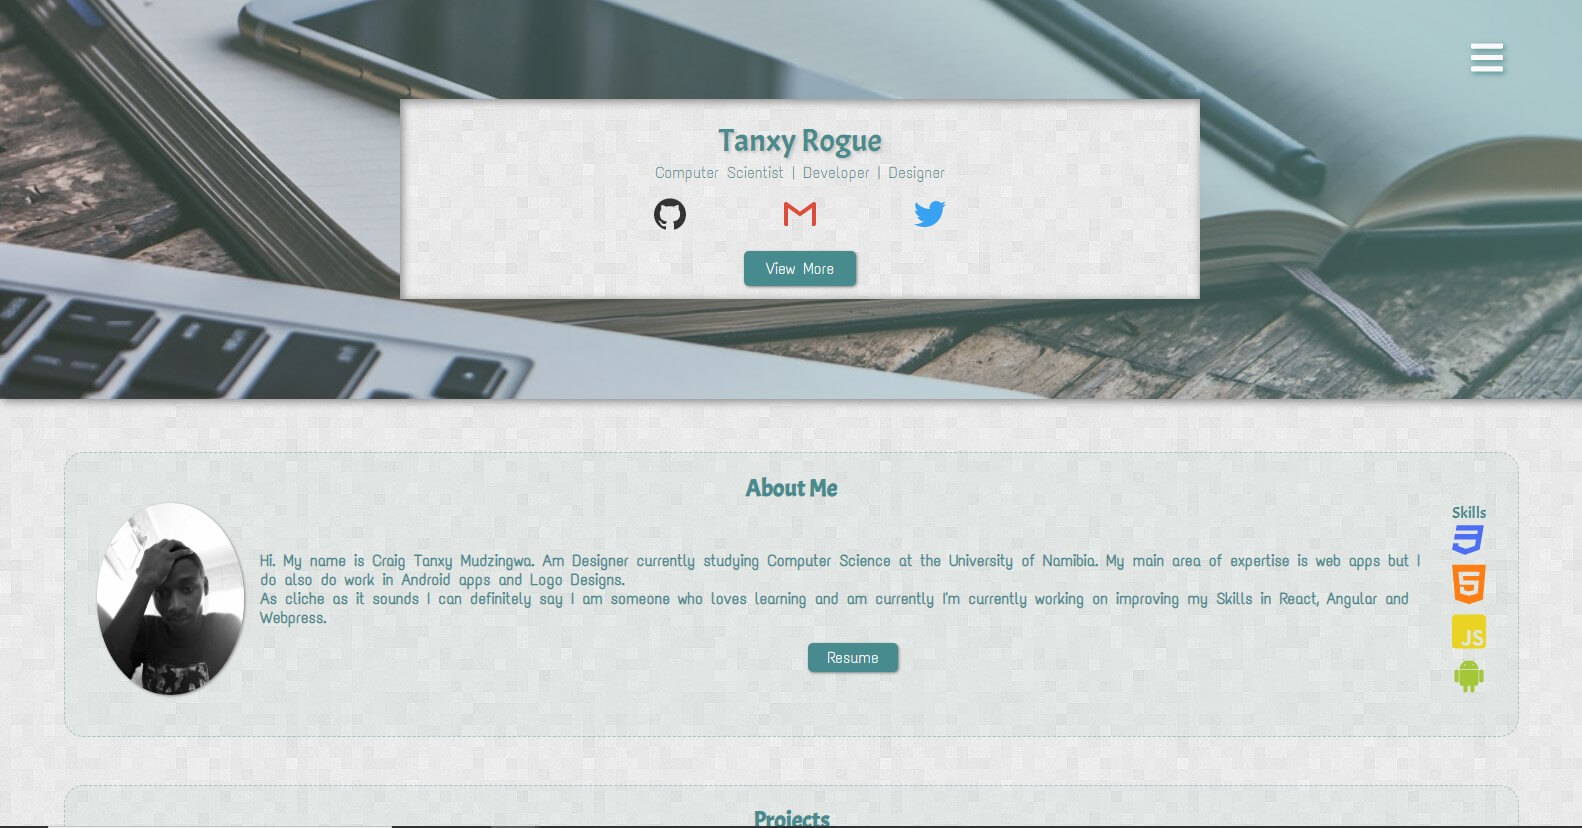 Tanxy Rogue
Computer Scientist | Developer | Designer
View More
About Me
Skills
Hi. My name is Craig Tanxy Mudzingwa. Am Designer currently studying Computer Science at the University of Namibia. My main area of expertise is web apps but I
do also do work in Android apps and Logo Designs.
As cliche as it sounds I can definitely say I am someone who loves learning and am currently I'm currently working on improving my Skills in React, Angular and
Webpress.
JS
Resume
Projects